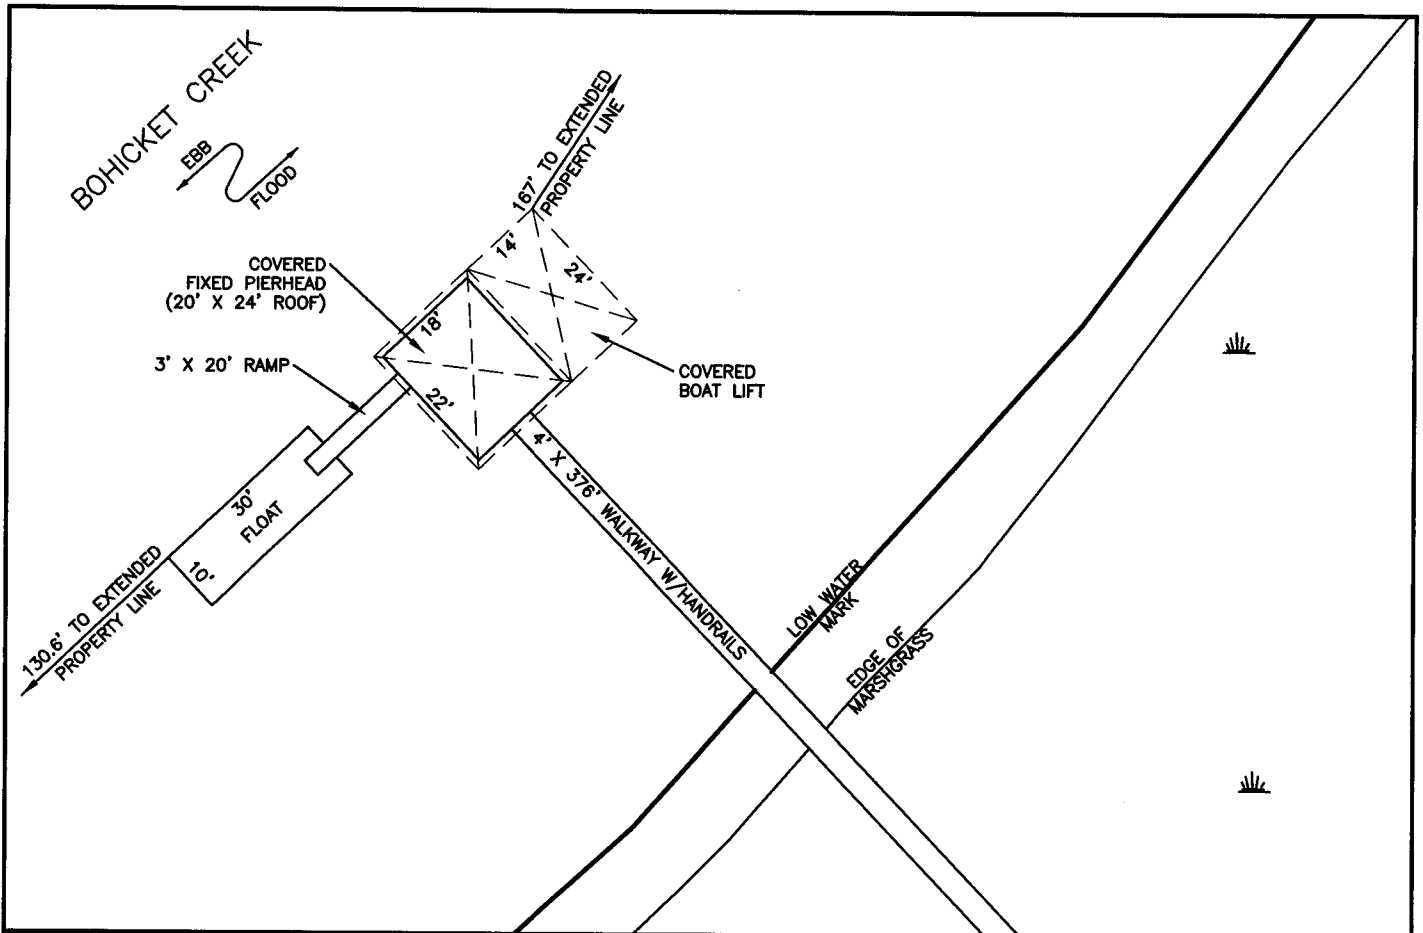 BOHICKET CREEK
EBB
FLOOD
167' TO EXTENDED
PROPERTY LINE
14'
24'
COVERED
FIXED PIERHEAD
(20' X 24' ROOF)
18'
3' X 20' RAMP
22'
COVERED
BOAT LIFT
4' X 376' WALKWAY W/HANDRAILS
30'
FLOAT
10'
130.6' TO EXTENDED
PROPERTY LINE
LOW WATER
MARK
EDGE OF
MARSHGRASS